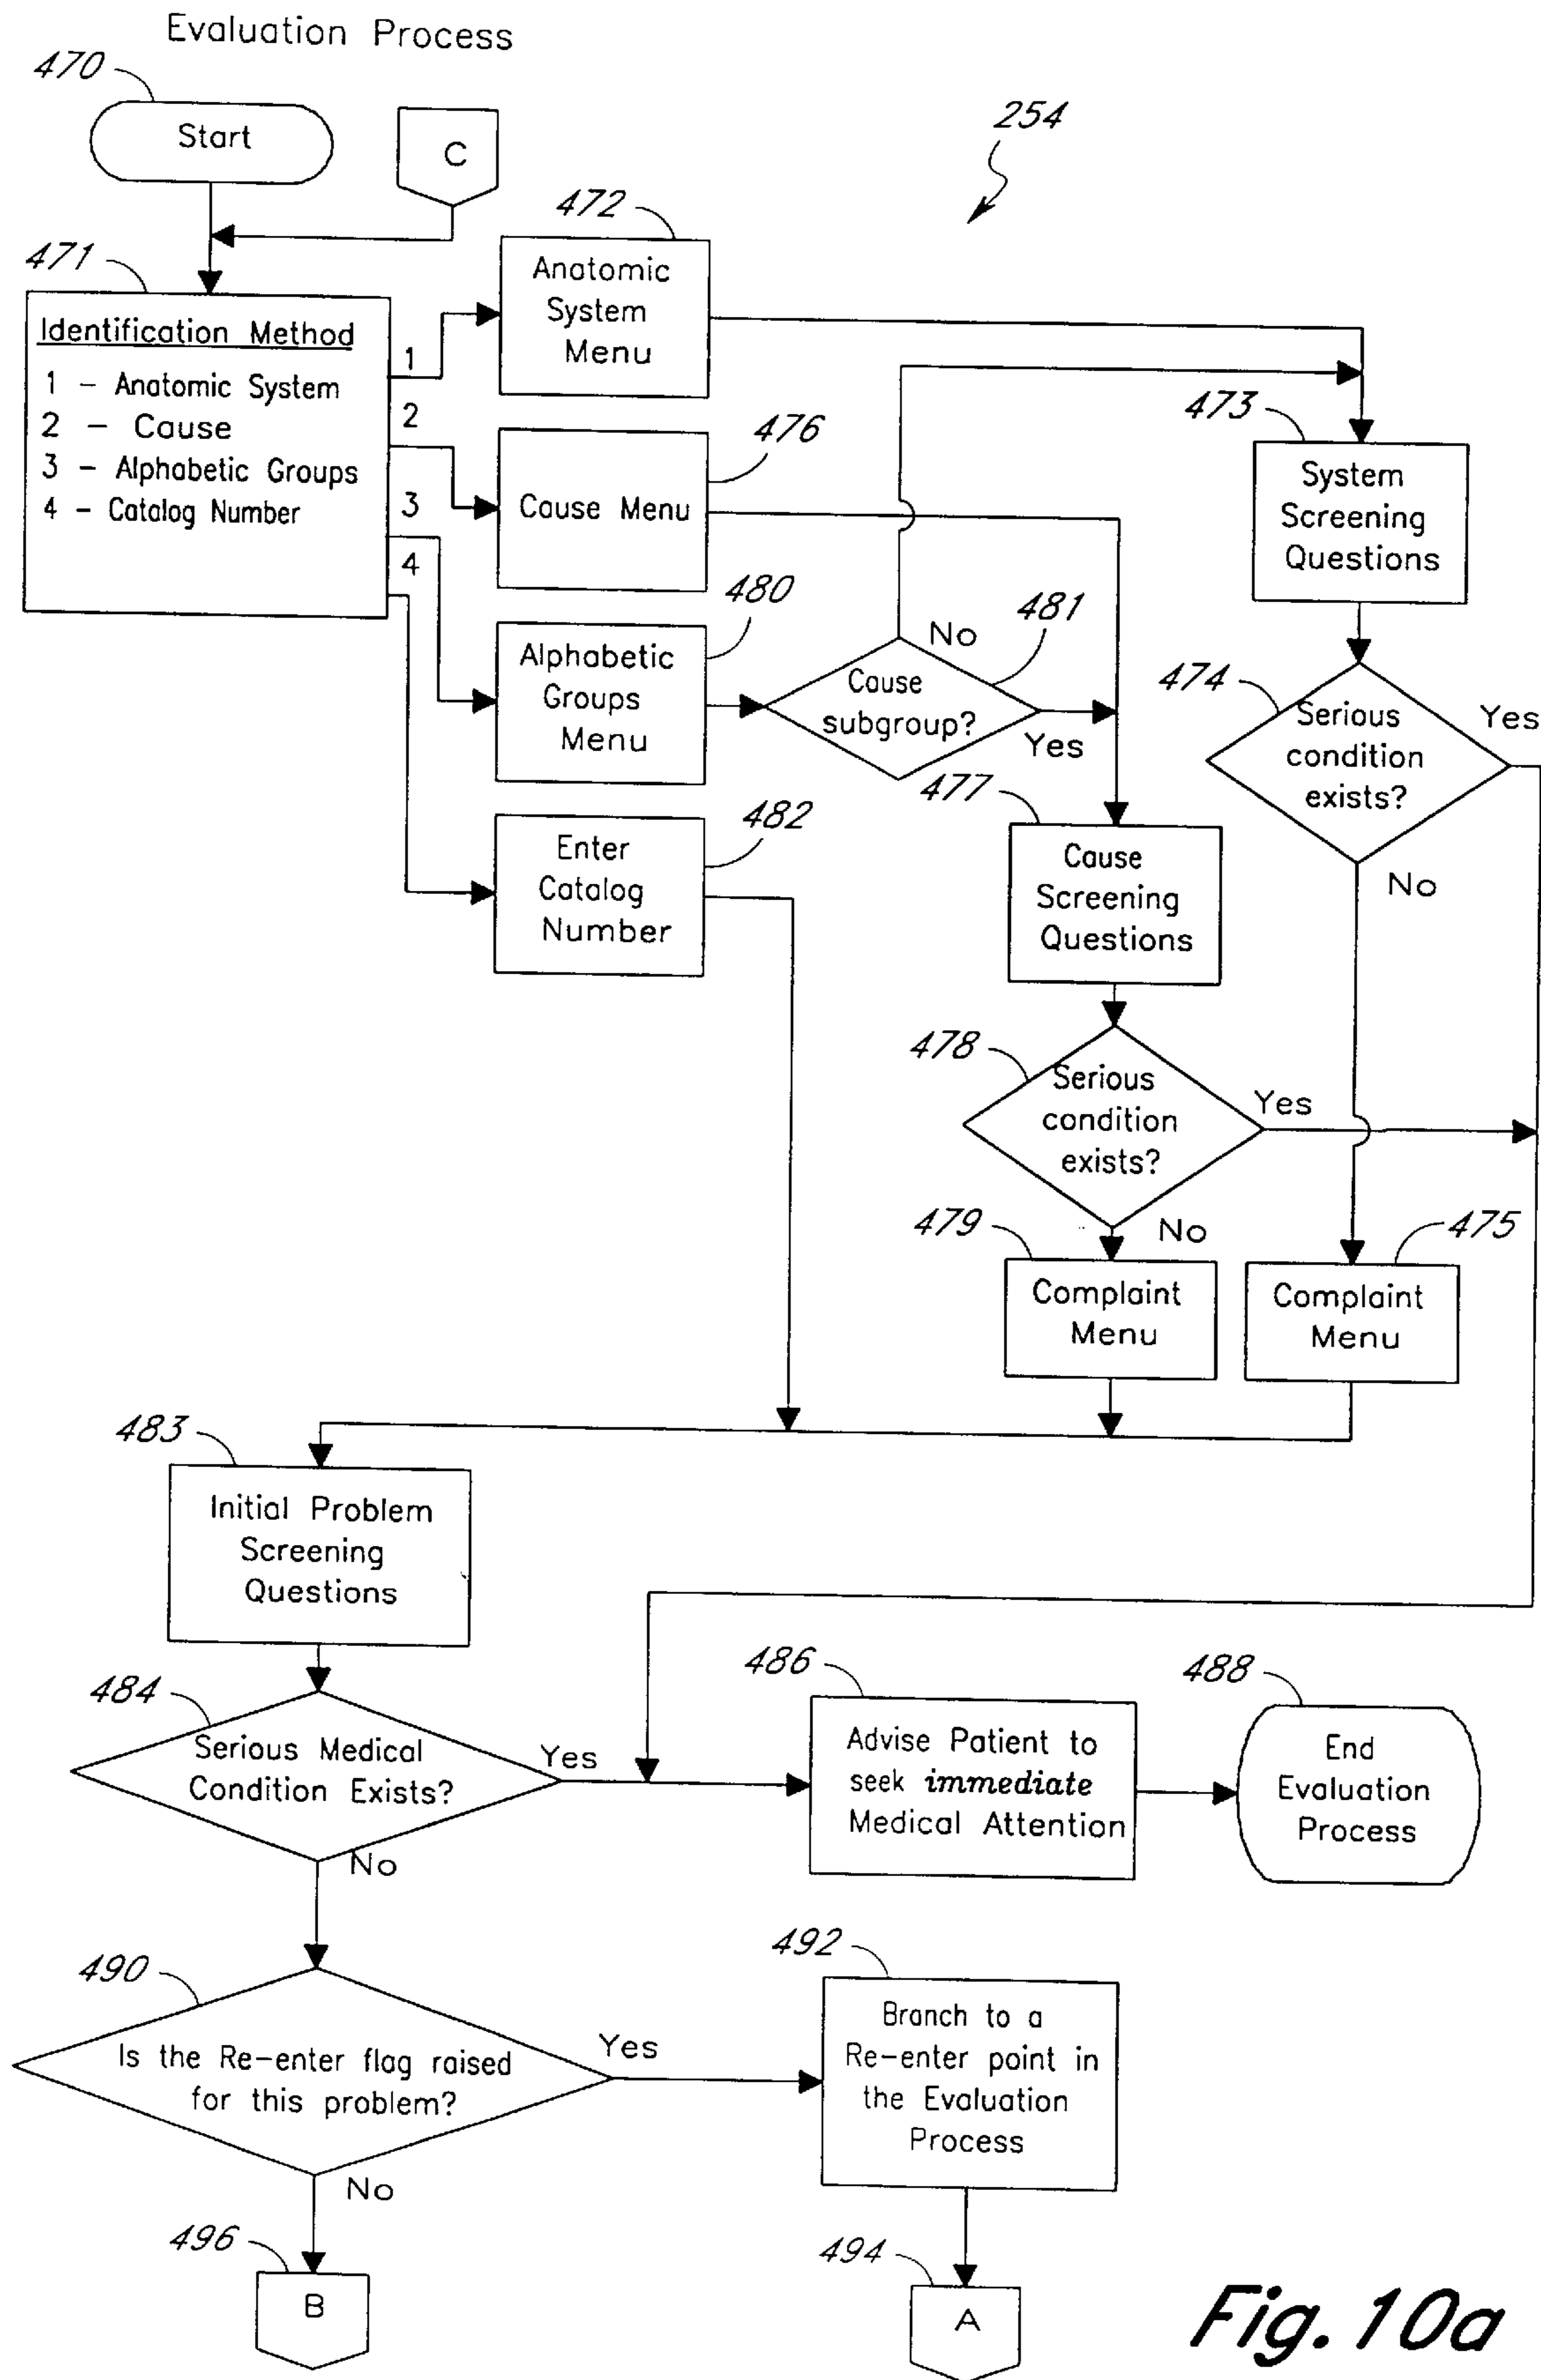 Evaluation Process
470
Start
C
254
471
Identification Method
1 – Anatomic System
2 – Cause
3 – Alphabetic Groups
4 – Catalog Number
1
2
3
4
472
Anatomic
System
Menu
476
Cause Menu
480
Alphabetic
Groups
Menu
481
Cause
subgroup?
No
Yes
482
Enter
Catalog
Number
473
System
Screening
Questions
474
Serious
condition
exists?
Yes
No
477
Cause
Screening
Questions
478
Serious
condition
exists?
Yes
No
479
Complaint
Menu
475
Complaint
Menu
483
Initial Problem
Screening
Questions
484
Serious Medical
Condition Exists?
Yes
No
486
Advise Patient to
seek immediate
Medical Attention
488
End
Evaluation
Process
490
Is the Re-enter flag raised
for this problem?
Yes
No
492
Branch to a
Re-enter point in
the Evaluation
Process
496
B
494
A
Fig. 10a